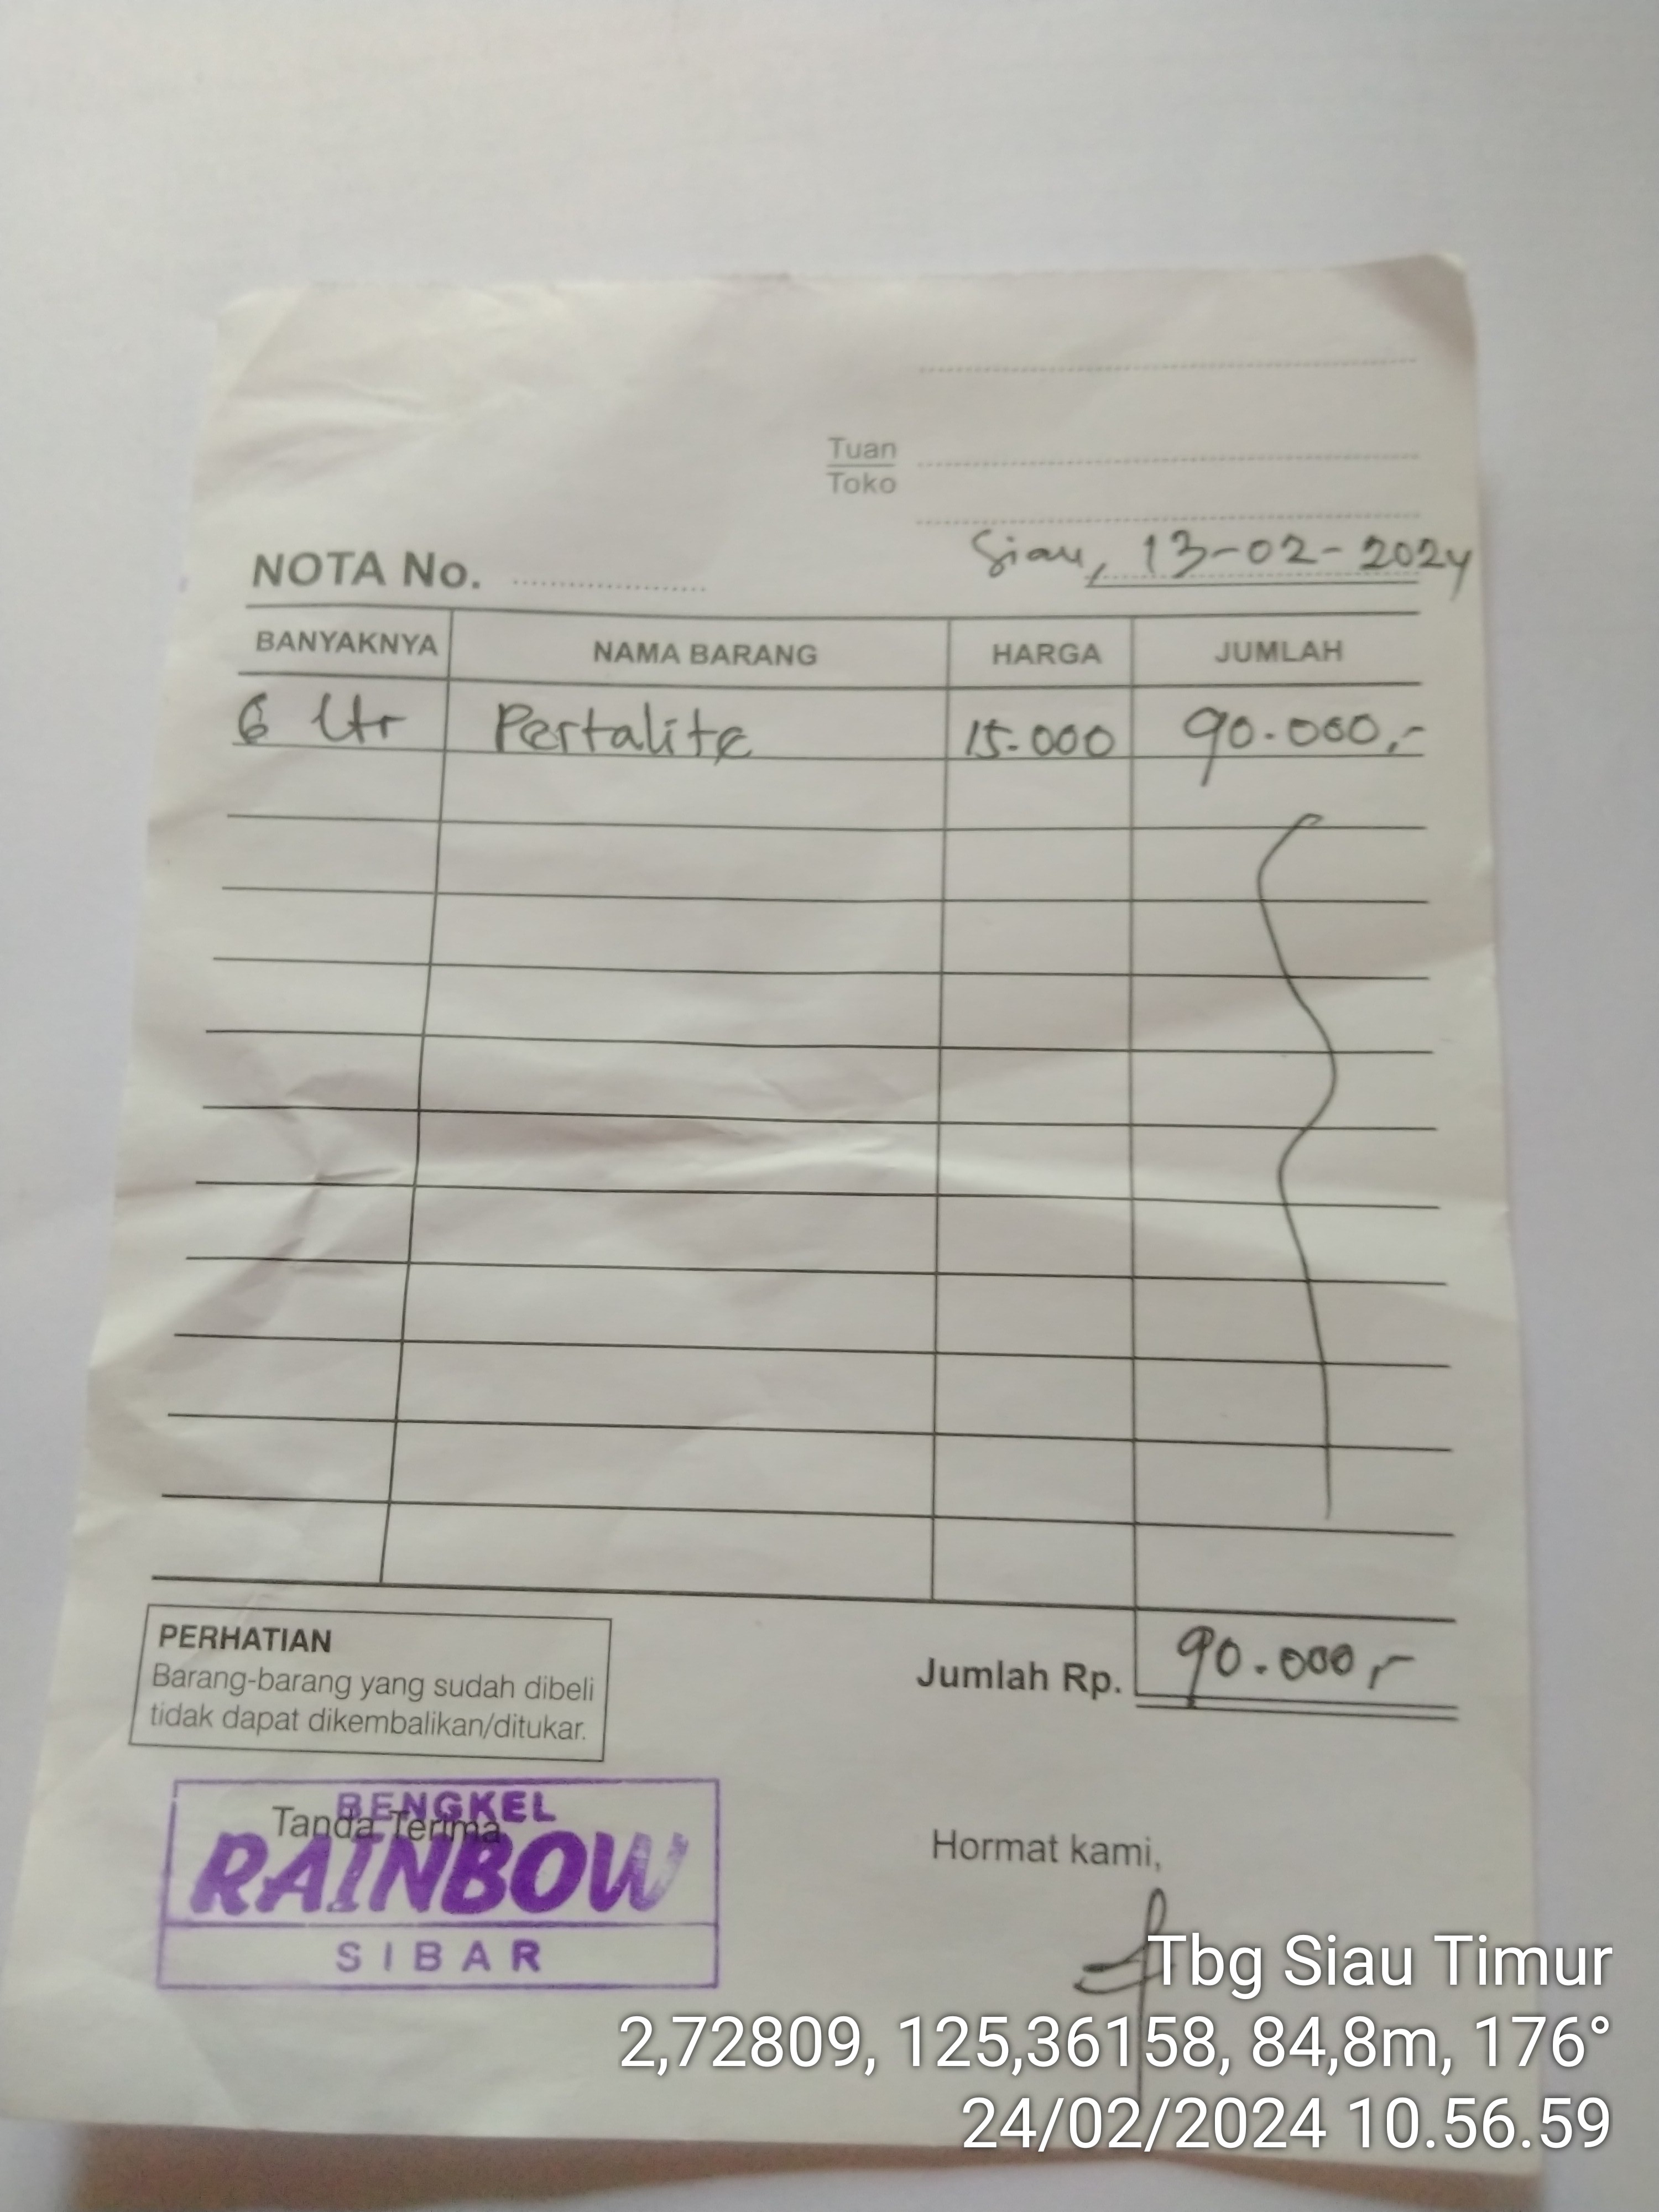 Tuan
Toko
Siau, 13-02-2024
NOTA No.
BANYAKNYA NAMA BARANG HARGA JUMLAH
6 Ltr Pertalite 15.000 90.000,-
Jumlah Rp. 90.000,-
PERHATIAN
Barang-barang yang sudah dibeli
tidak dapat dikembalikan/ditukar.
Tanda Terima
BENGKEL
RAINBOW
SIBAR
Hormat kami,
Tbg Siau Timur
2,72809, 125,36158, 84,8m, 176°
24/02/2024 10.56.59